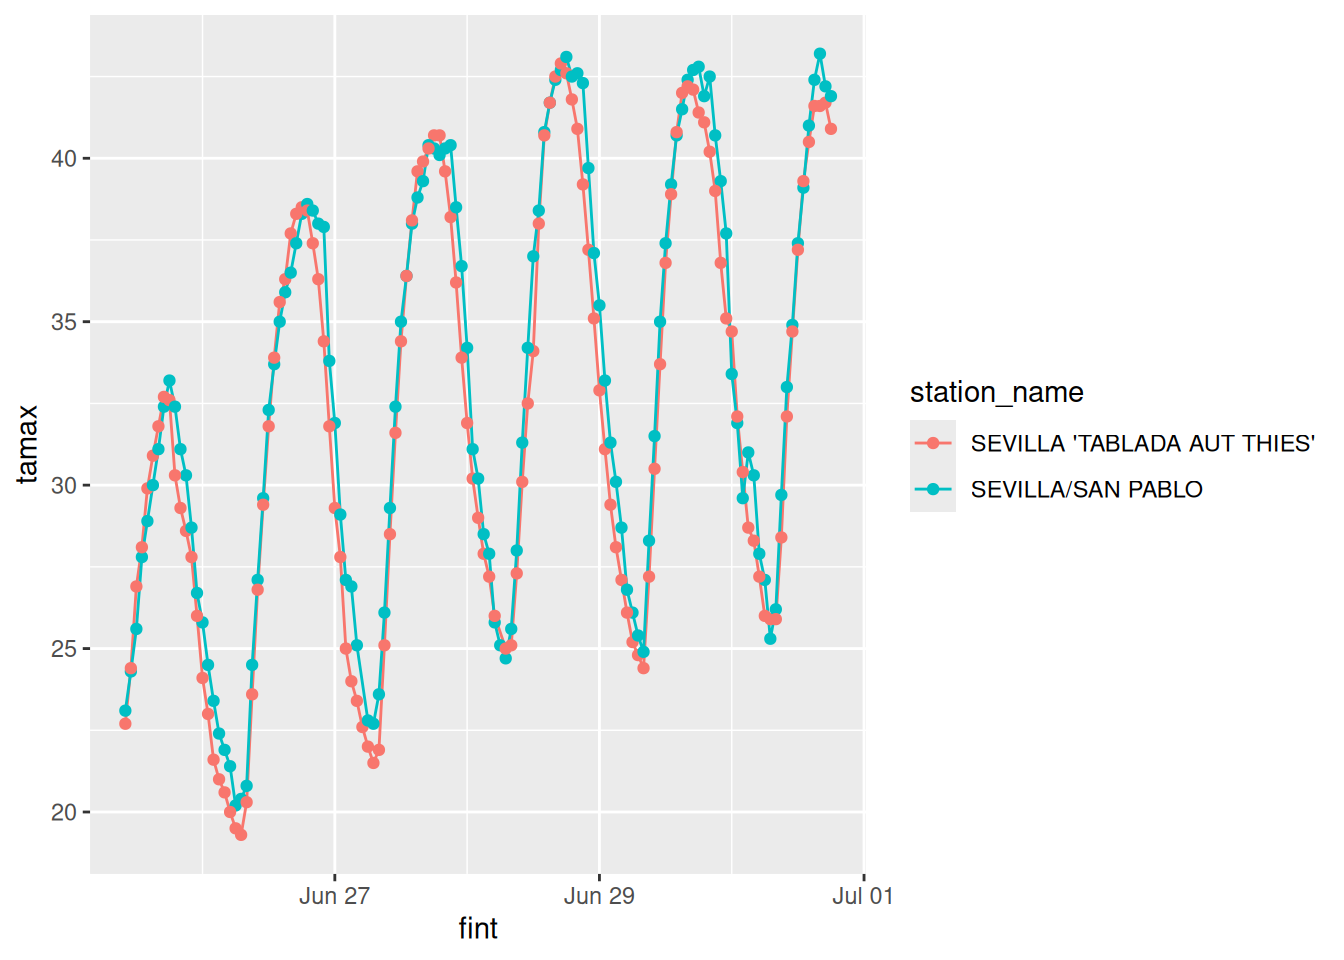 tamax
40
35
30
25
20
Jun 27
Jun 29
Jul 01
fint
station_name
SEVILLA 'TABLADA AUT THIES'
SEVILLA/SAN PABLO